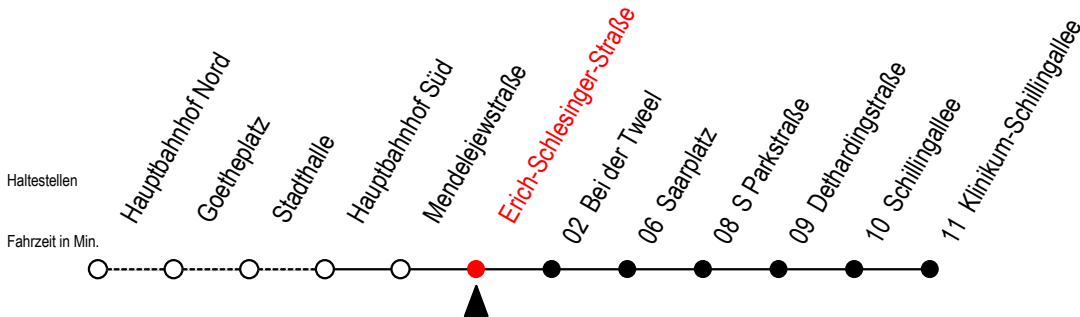 Haltestellen
Fahrzeit in Min.
Hauptbahnhof Nord
Goetheplatz
Stadthalle
Hauptbahnhof Süd
Mendelejewstraße
Erich-Schlesinger-Straße
02 Bei der Tweel
06 Saarplatz
08 S Parkstraße
09 Dethardingstraße
10 Schillingallee
11 Klinikum-Schillingallee